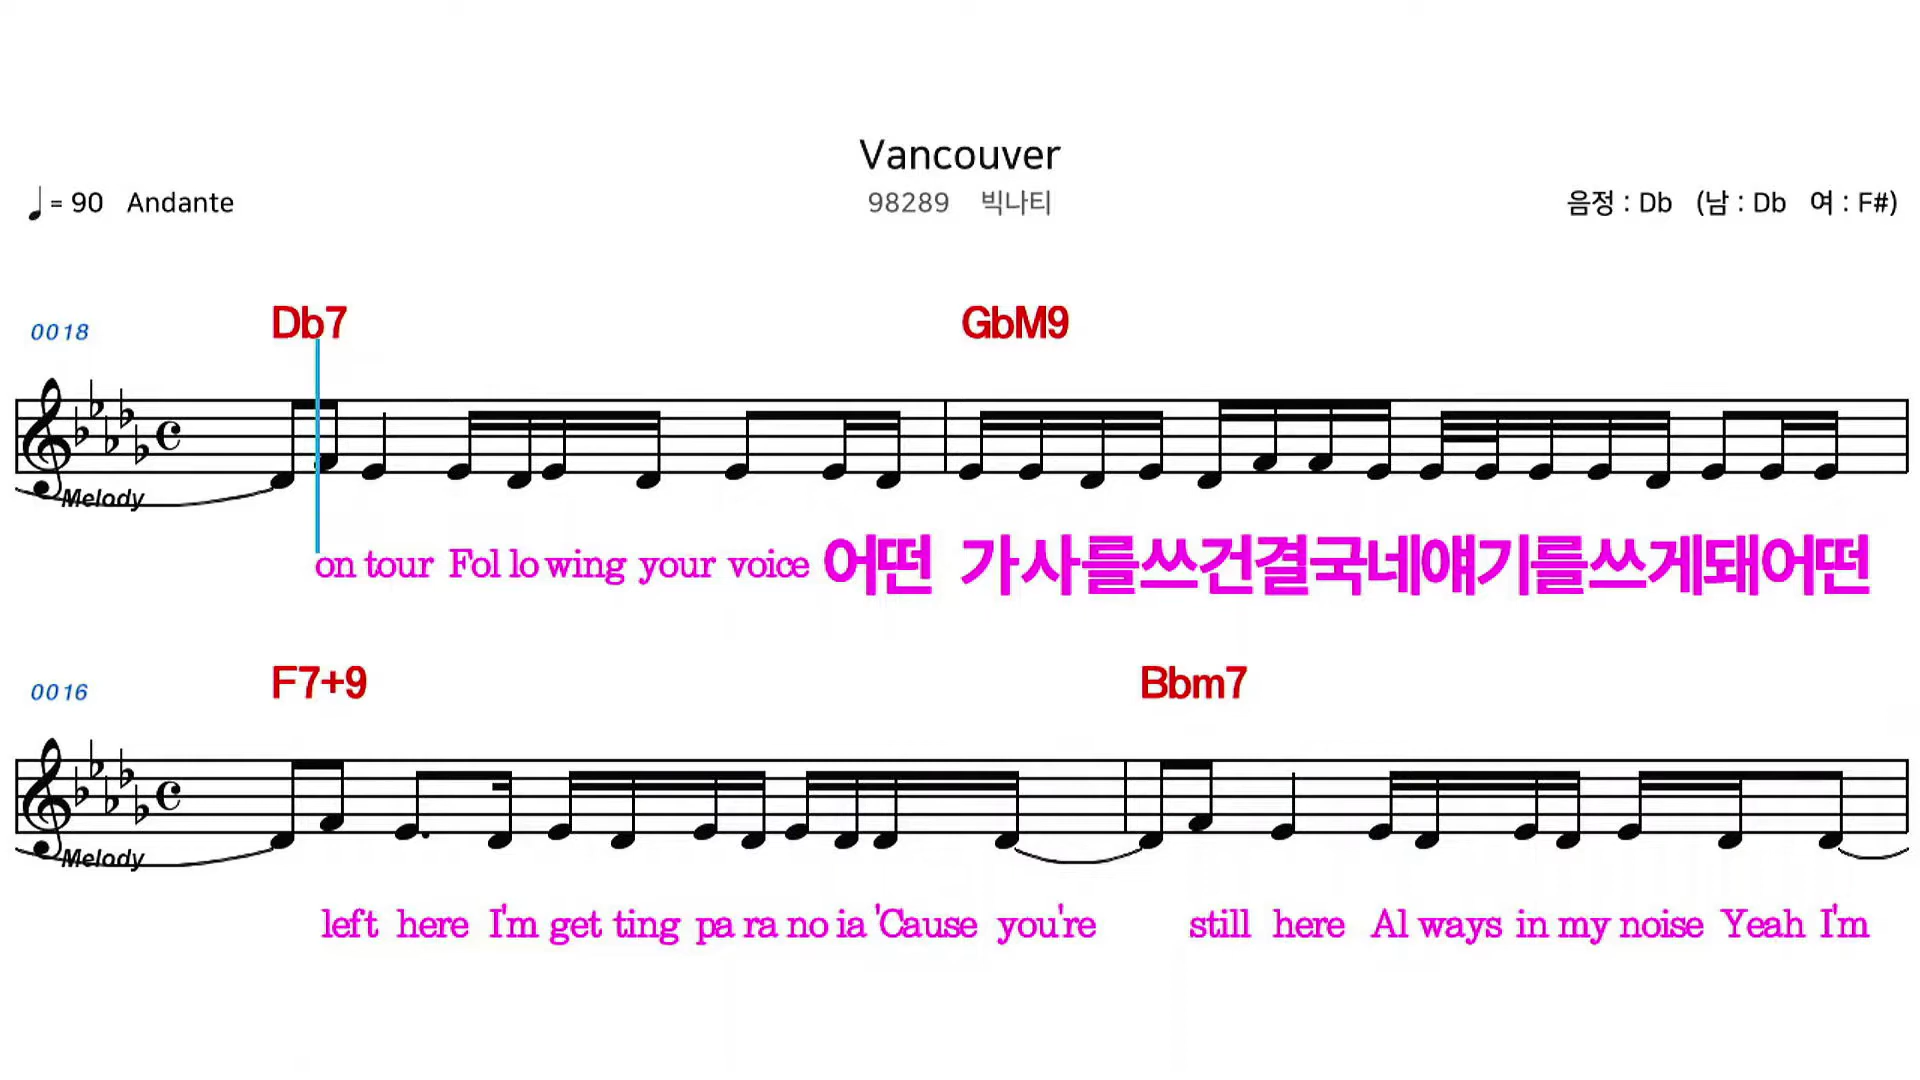 Vancouver
♩= 90 Andante
98289 빅나티
음정 : Db (남 : Db 여 : F#)
0018
Db7 GbM9
Melody
on tour Fol lo wing your voice 어떤 가사를쓰건결국네얘기를쓰게돼어떤
0016
F7+9 Bbm7
Melody
left here I'm get ting pa ra no ia 'Cause you're still here Al ways in my noise Yeah I'm